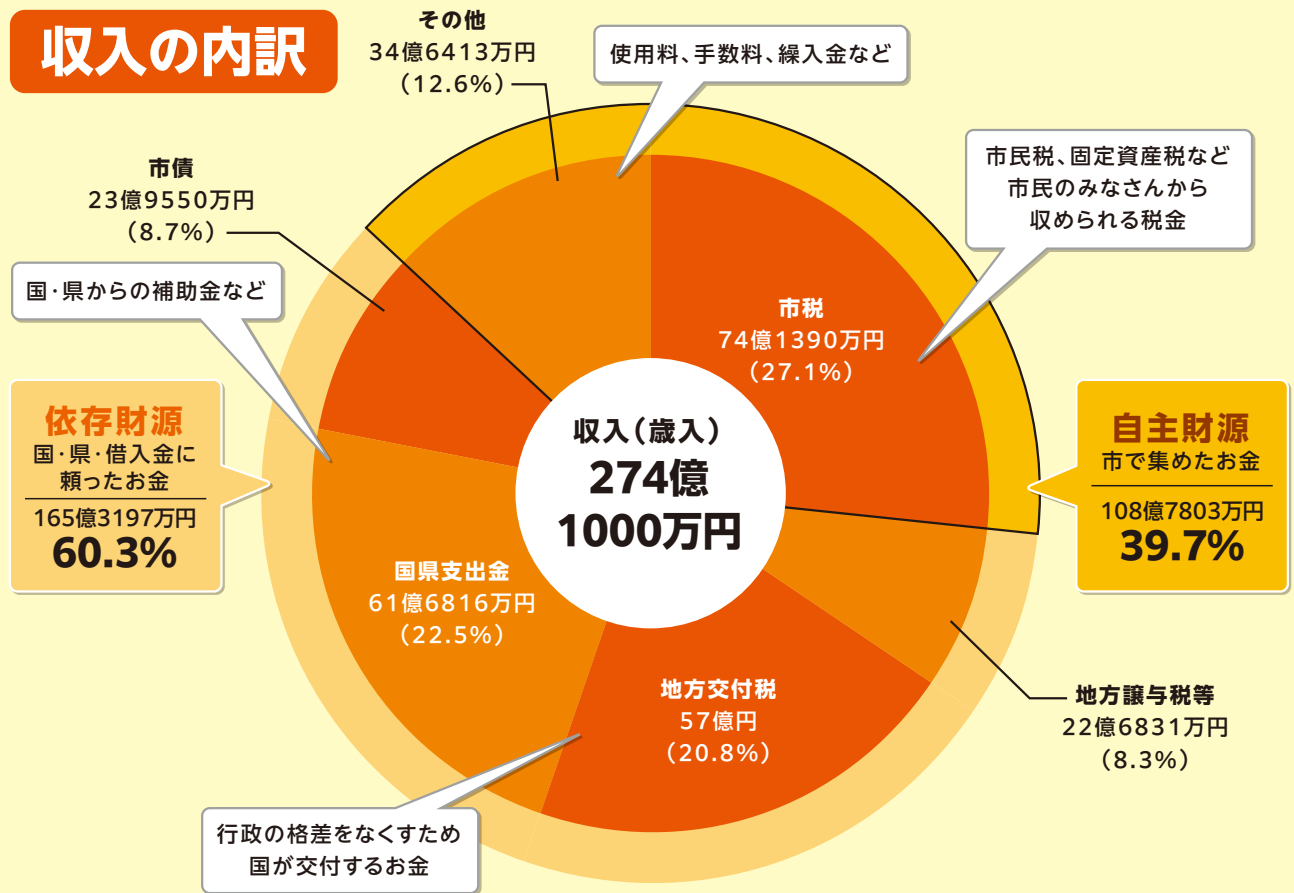 収入の内訳
その他
34億6413万円
(12.6%)
使用料、手数料、繰入金など
市債
23億9550万円
(8.7%)
市民税、固定資産税など
市民のみなさんから
収められる税金
国・県からの補助金など
市税
74億1390万円
(27.1%)
依存財源
国・県・借入金に
頼ったお金
165億3197万円
60.3%
収入(歳入)
274億
1000万円
自主財源
市で集めたお金
108億7803万円
39.7%
国県支出金
61億6816万円
(22.5%)
地方交付税
57億円
(20.8%)
地方譲与税等
22億6831万円
(8.3%)
行政の格差をなくすため
国が交付するお金